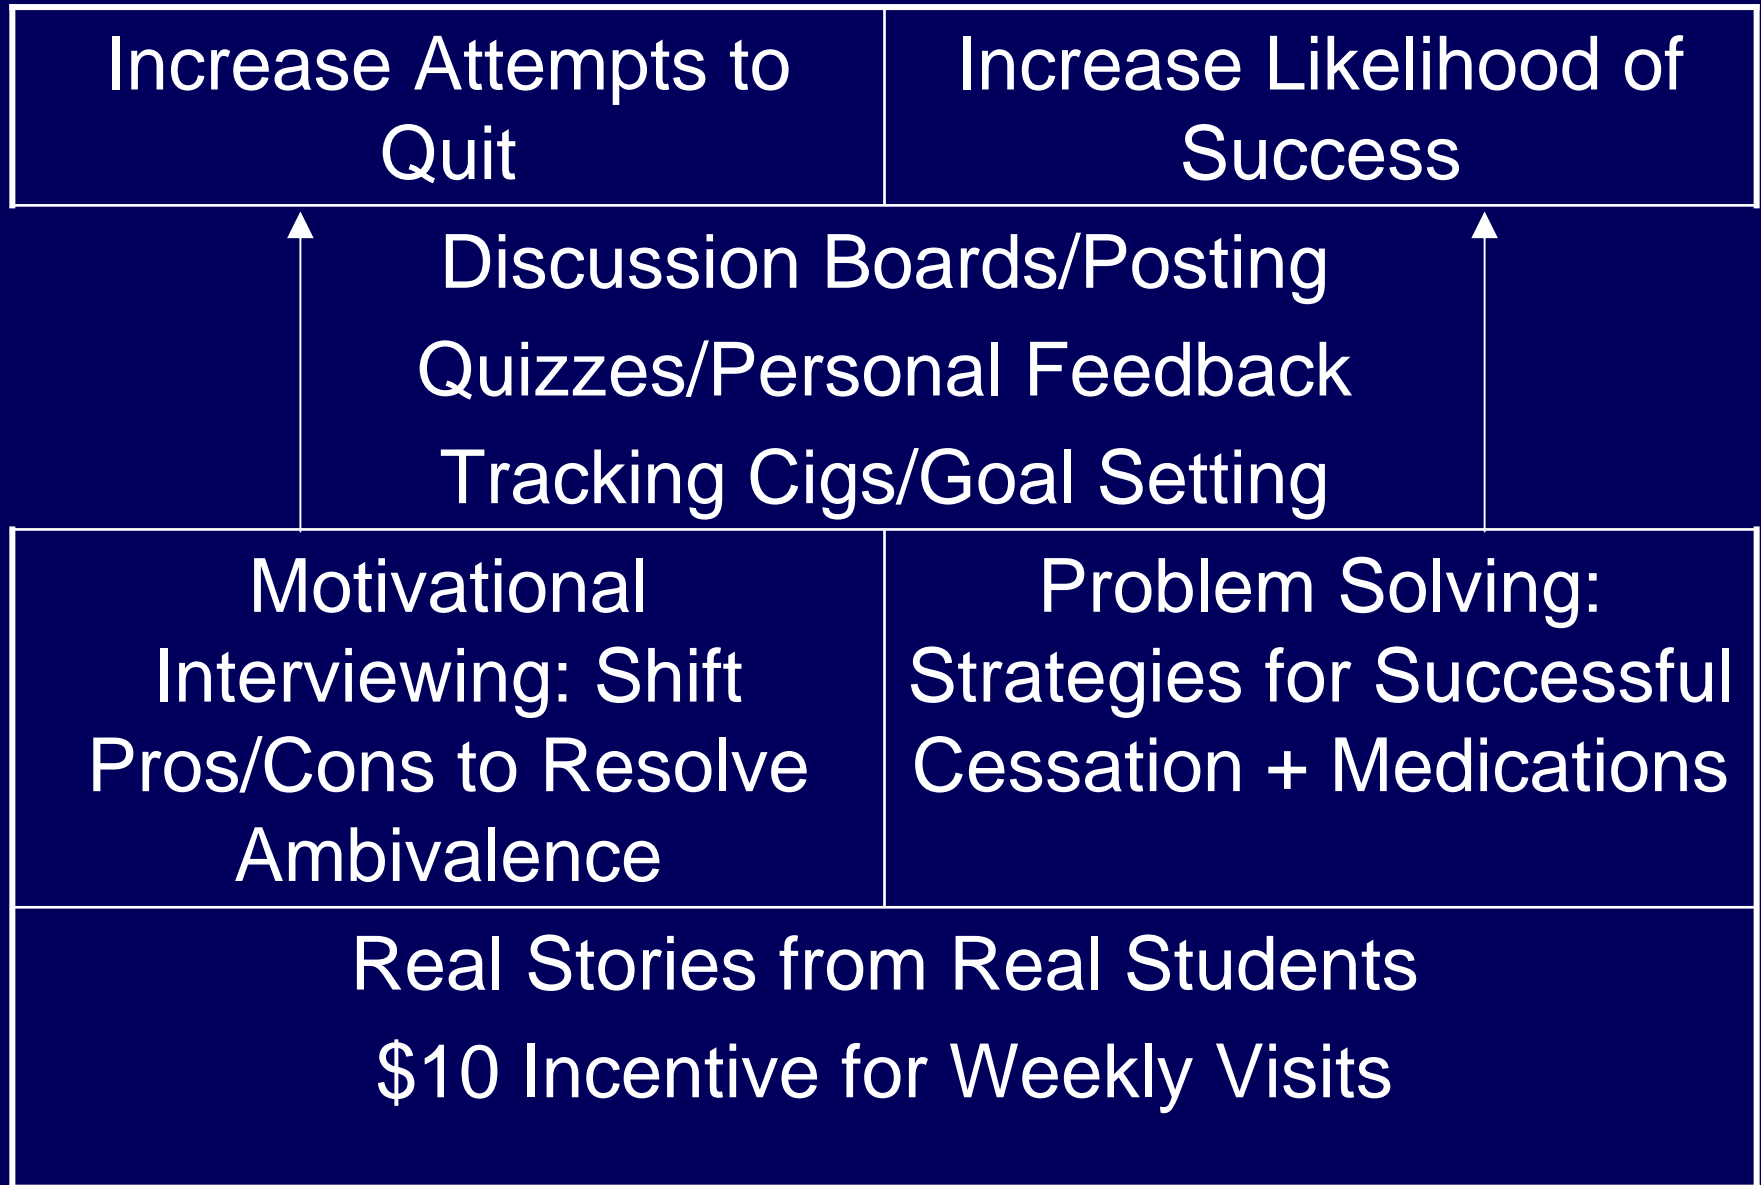 Increase Attempts to
Quit
Increase Likelihood of
Success
Discussion Boards/Posting
Quizzes/Personal Feedback
Tracking Cigs/Goal Setting
Motivational
Interviewing: Shift
Pros/Cons to Resolve
Ambivalence
Problem Solving:
Strategies for Successful
Cessation + Medications
Real Stories from Real Students
$10 Incentive for Weekly Visits